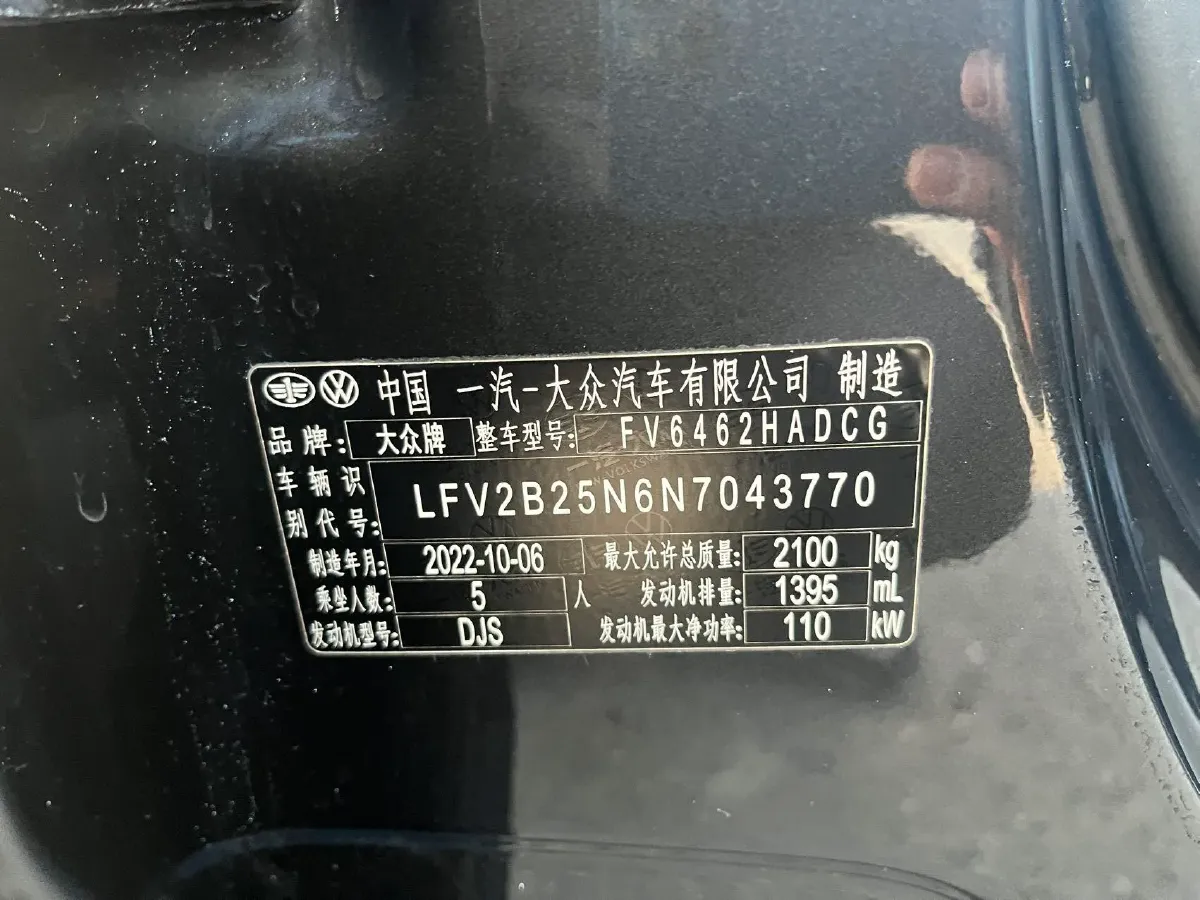 中国 一汽-大众汽车有限公司 制造
品牌: 大众牌 整车型号: FV6462HADCG
车辆识别代号: LFV2B25N6N7043770
制造年月: 2022-10-06 最大允许总质量: 2100 kg
乘坐人数: 5 人 发动机排量: 1395 mL
发动机型号: DJS 发动机最大净功率: 110 kW